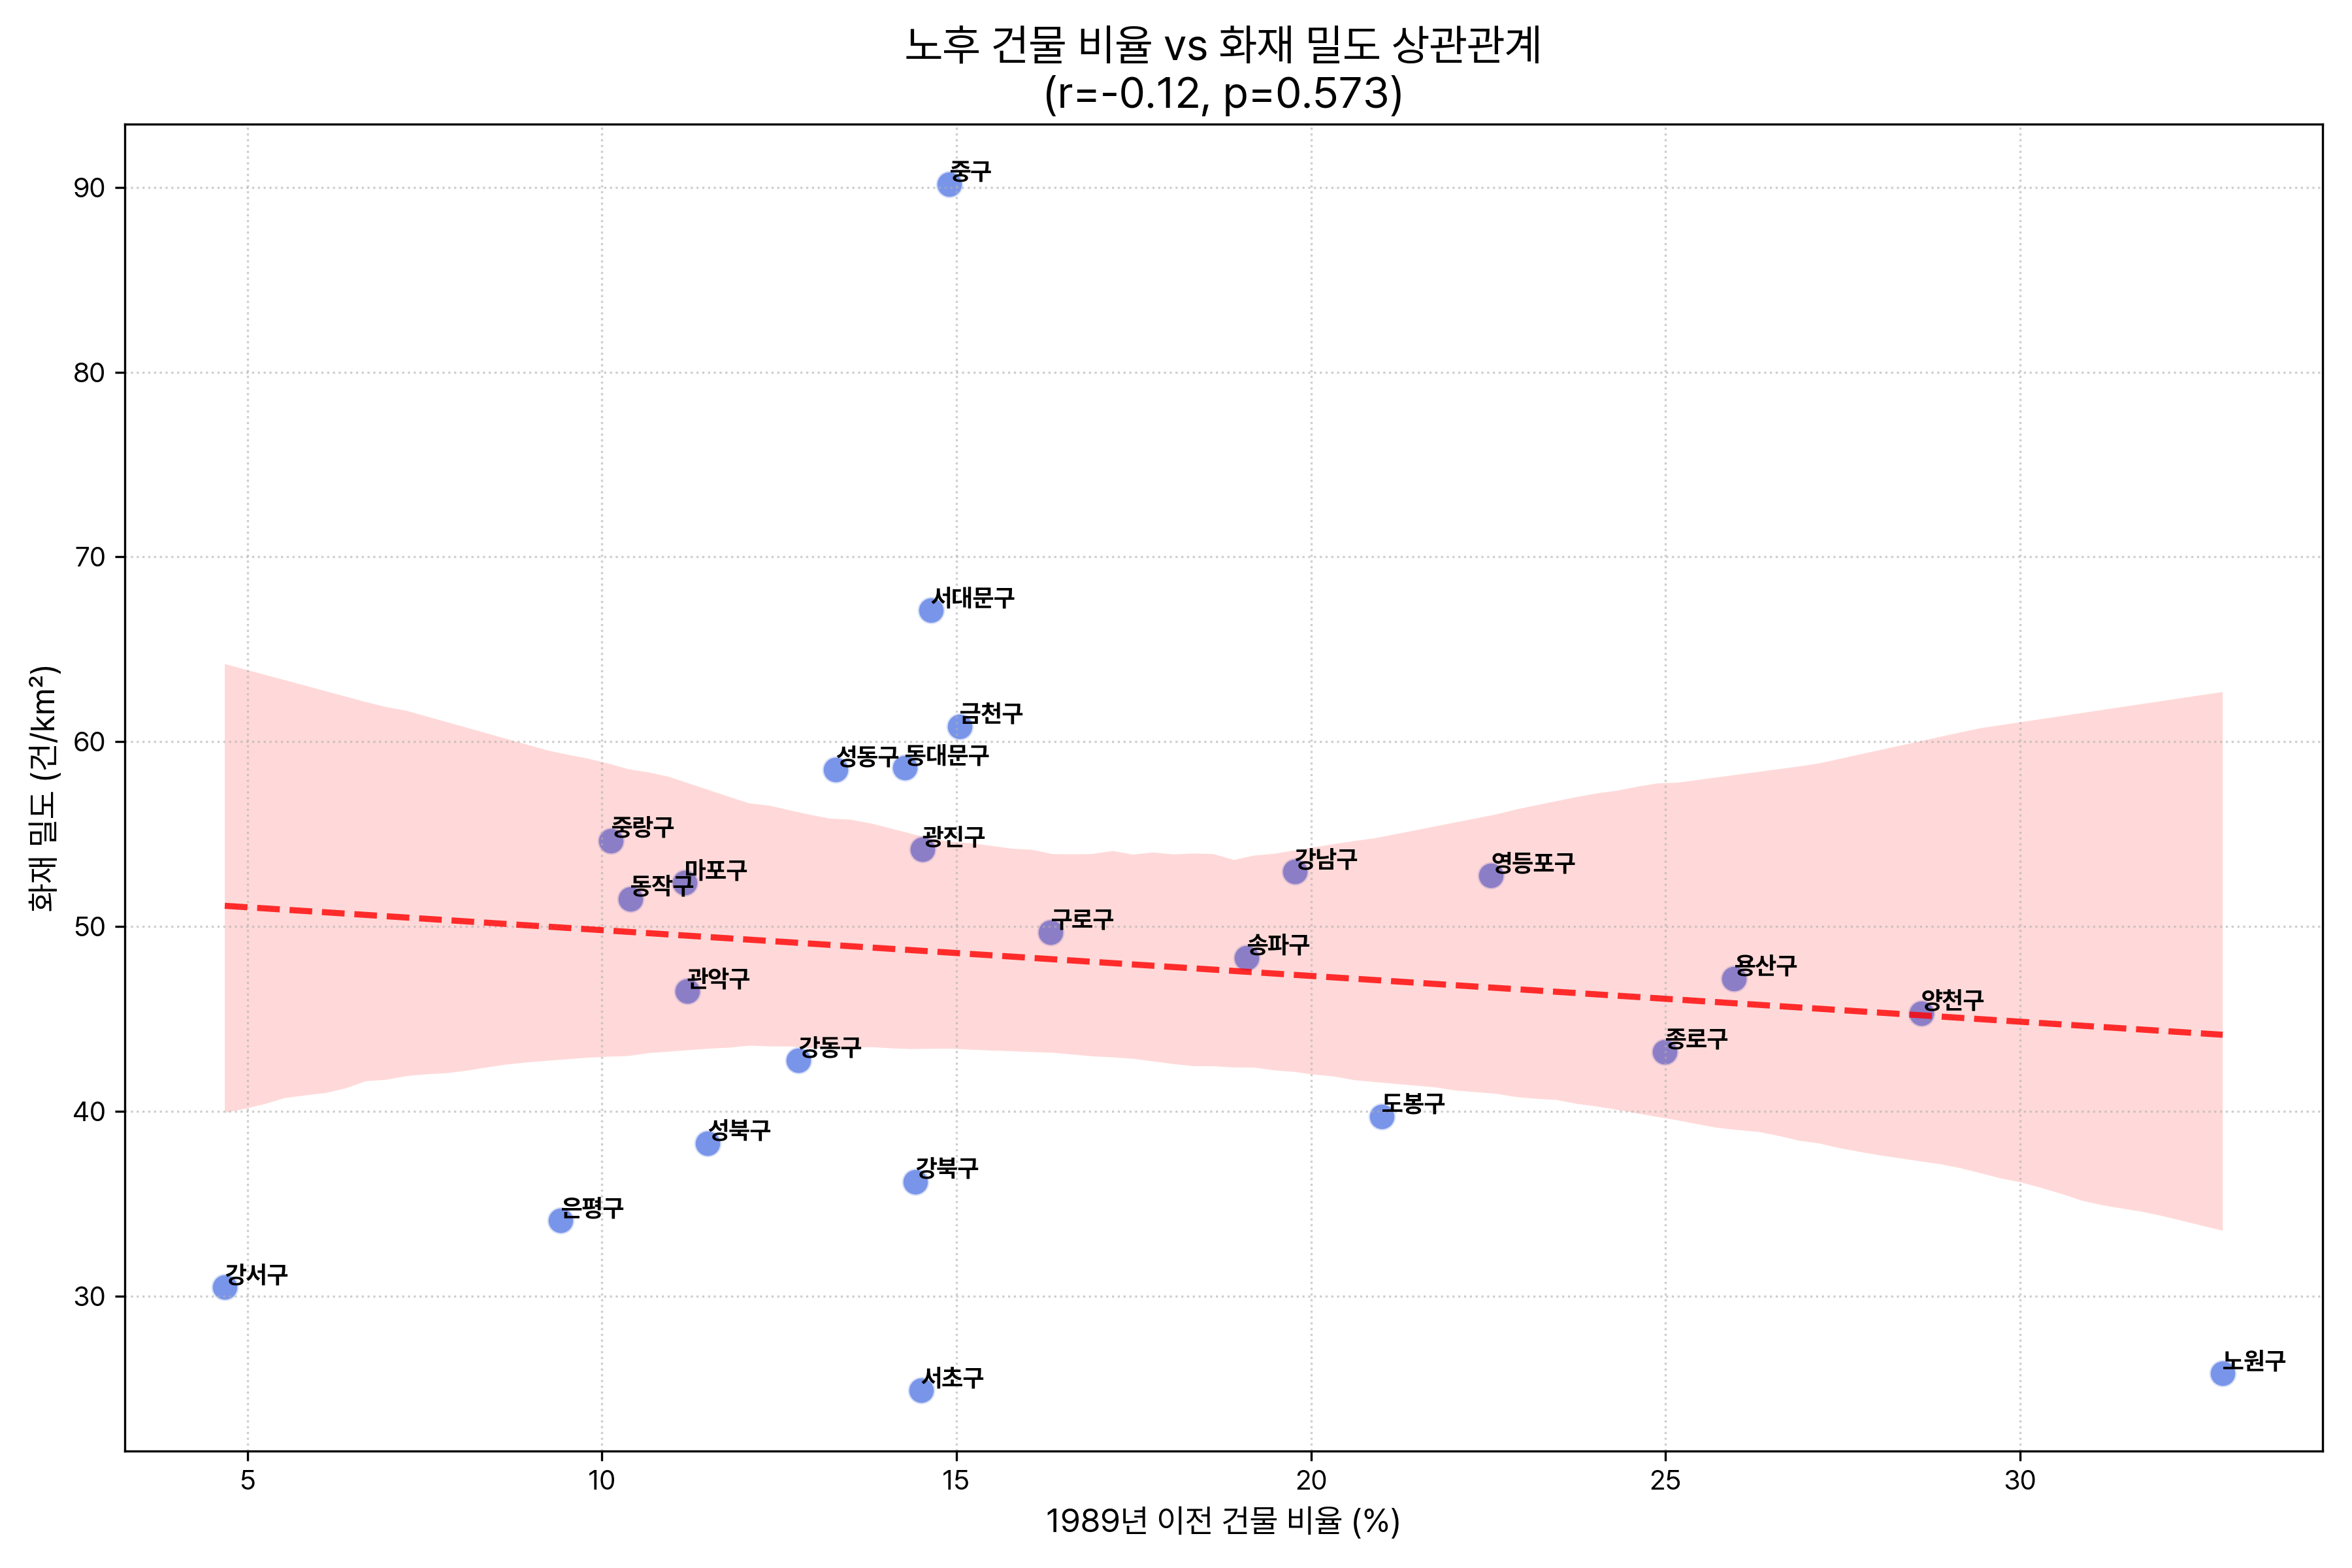 노후 건물 비율 vs 화재 밀도 상관관계
(r=-0.12, p=0.573)
화재 밀도 (건/km²)
90
80
70
60
50
40
30
중구
서대문구
금천구
성동구
동대문구
중랑구
광진구
마포구
동작구
강남구
영등포구
구로구
송파구
관악구
용산구
양천구
종로구
강동구
도봉구
성북구
강북구
은평구
강서구
서초구
노원구
5
10
15
20
25
30
1989년 이전 건물 비율 (%)